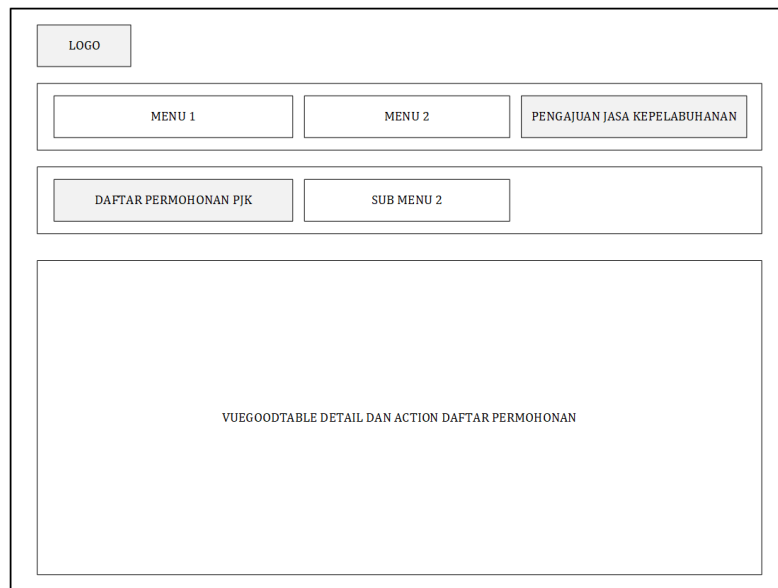 LOGO
MENU 1
MENU 2
PENGAJUAN JASA KEPELABUHANAN
DAFTAR PERMOHONAN PJK
SUB MENU 2
VUEGOODTABLE DETAIL DAN ACTION DAFTAR PERMOHONAN